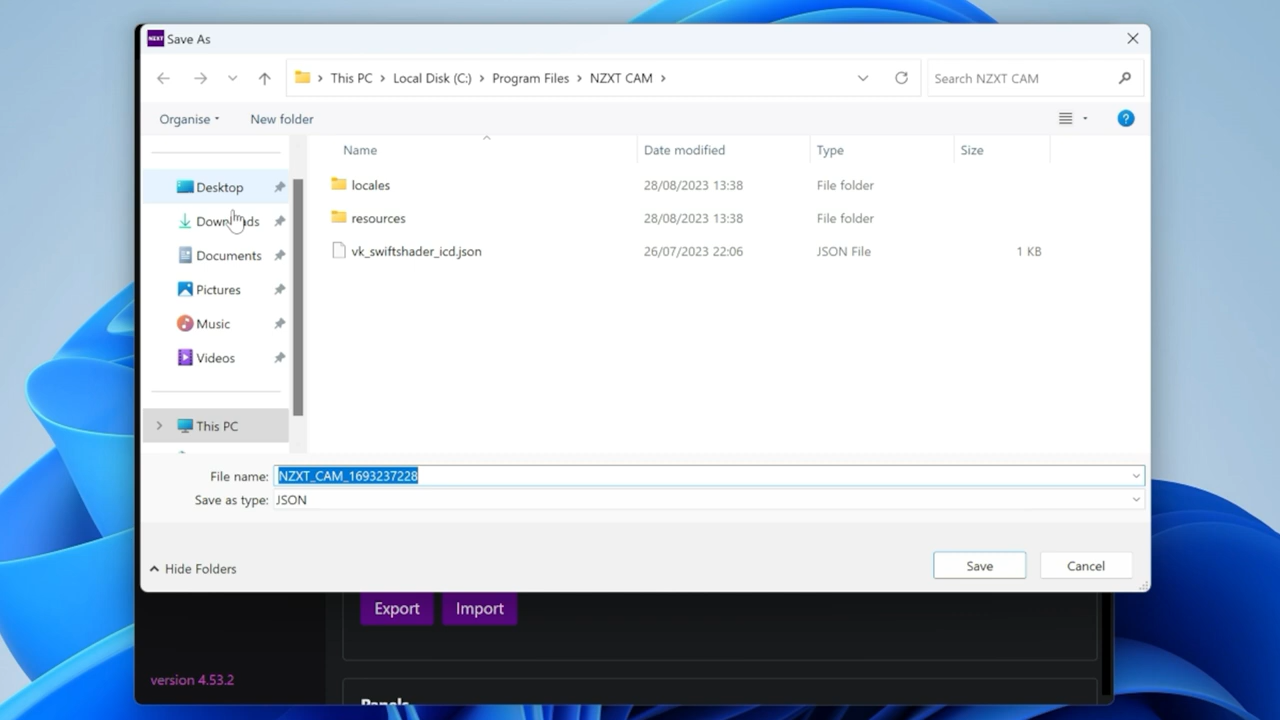 NZXT Save As
This PC Local Disk (C:) Program Files NZXT CAM
Search NZXT CAM
Organise New folder
?
Name Date modified Type Size
Desktop
Downloads
Documents
Pictures
Music
Videos
This PC
locales 28/08/2023 13:38 File folder
resources 28/08/2023 13:38 File folder
vk_swiftshader_icd.json 26/07/2023 22:06 JSON File 1 KB
File name: NZXT_CAM_1693237228
Save as type: JSON
Hide Folders
Save Cancel
Export Import
version 4.53.2
Panels